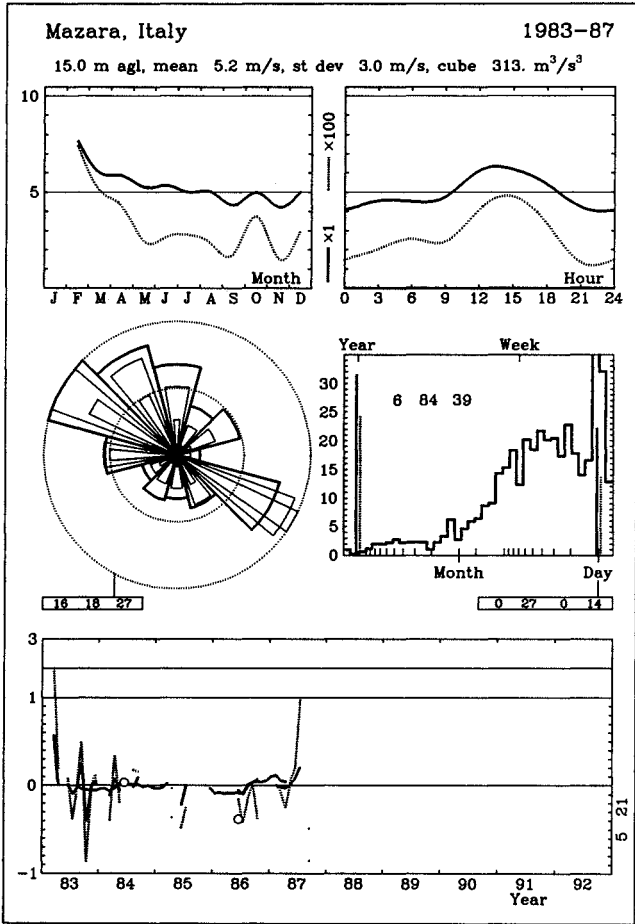 Mazara, Italy 1983–87
15.0 m agl, mean 5.2 m/s, st dev 3.0 m/s, cube 313. m³/s³
10
5
J F M A M J J A S O N D
Month
×1 ×100
0 3 6 9 12 15 18 21 24
Hour
16 18 27
Year Week
6 84 39
30
25
20
15
10
5
0
Month Day
0 27 0 14
3
1
0
-1
83 84 85 86 87 88 89 90 91 92
Year
5 21